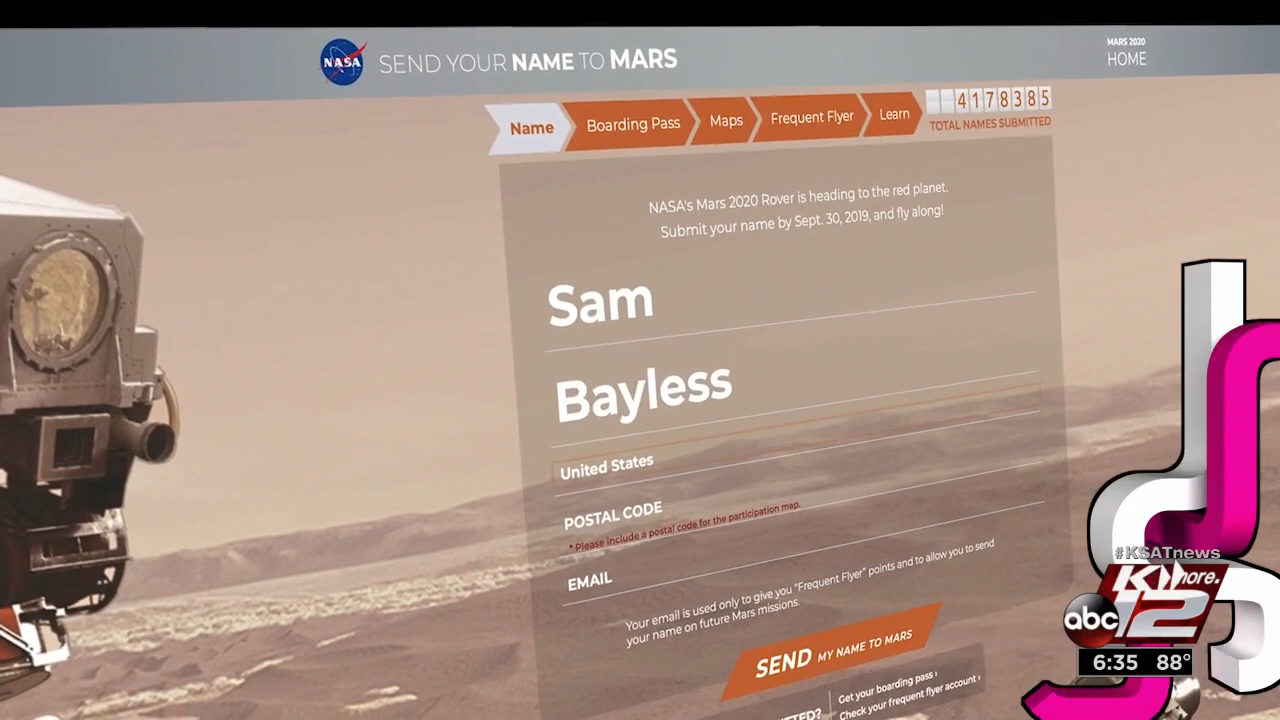 NASA
SEND YOUR NAME TO MARS
MARS 2020
HOME
Name
Boarding Pass
Maps
Frequent Flyer
Learn
4178385
TOTAL NAMES SUBMITTED
NASA's Mars 2020 Rover is heading to the red planet.
Submit your name by Sept. 30, 2019, and fly along!
Sam
Bayless
United States
POSTAL CODE
* Please include a postal code for the participation map.
EMAIL
Your email is used only to give you "Frequent Flyer" points and to allow you to send
your name on future Mars missions.
SEND MY NAME TO MARS
Get your boarding pass ›
Check your frequent flyer account ›
#KSATnews
more.
abc
12
6:35 88°